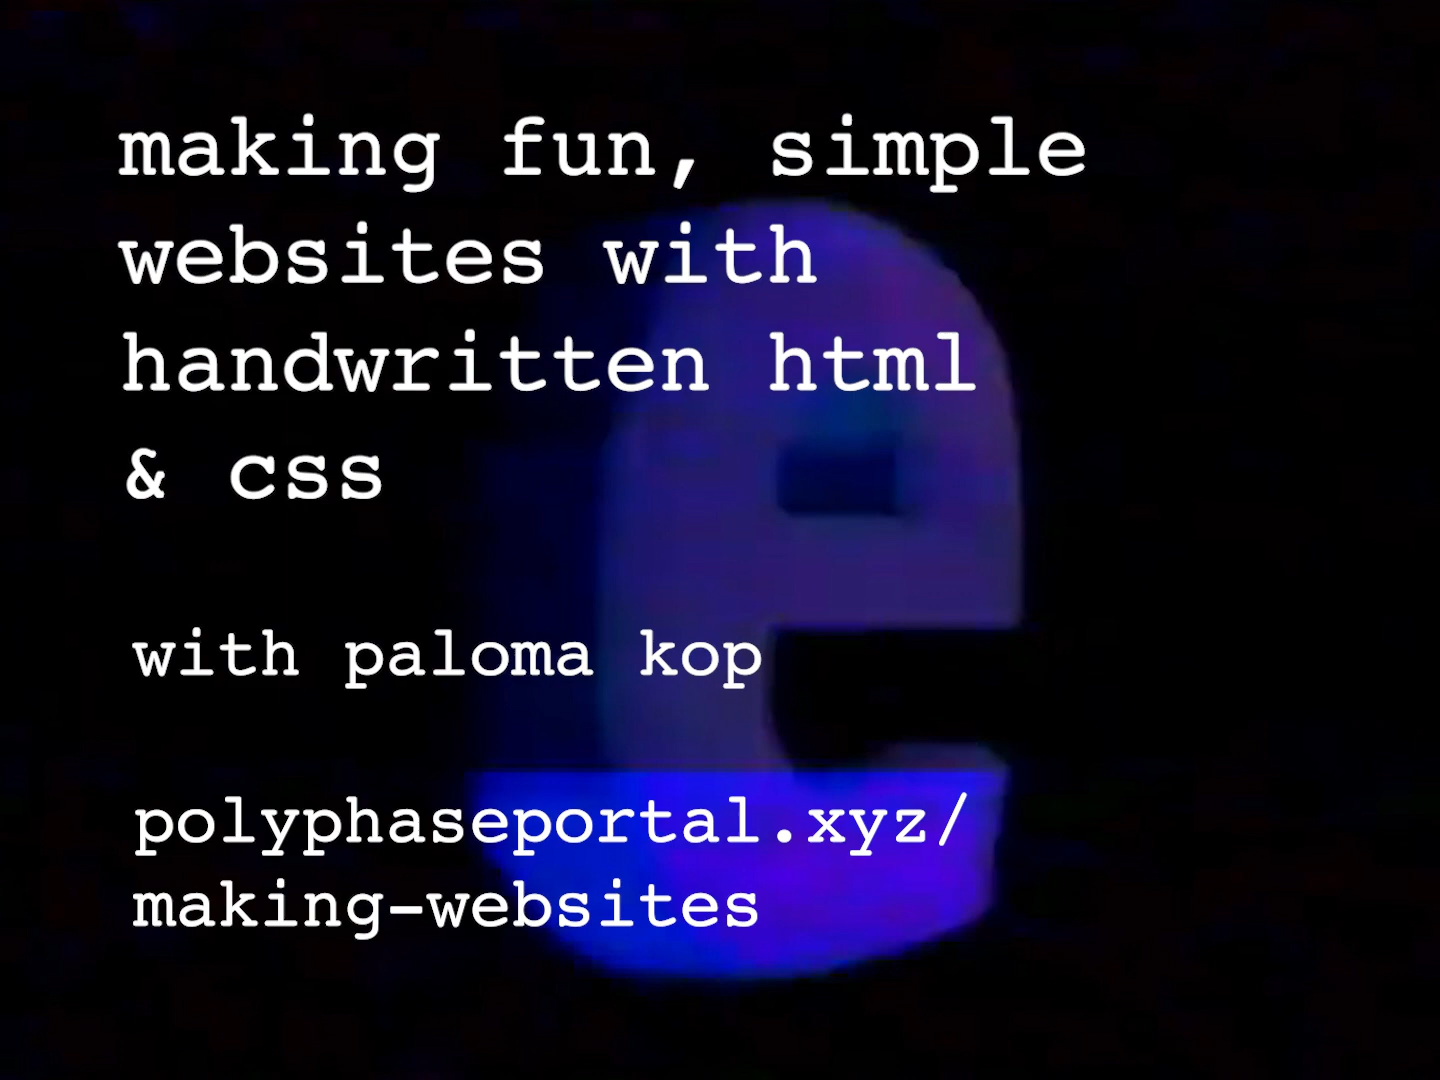 making fun, simple
websites with
handwritten html
& css
with paloma kop
polyphaseportal.xyz/
making-websites
e